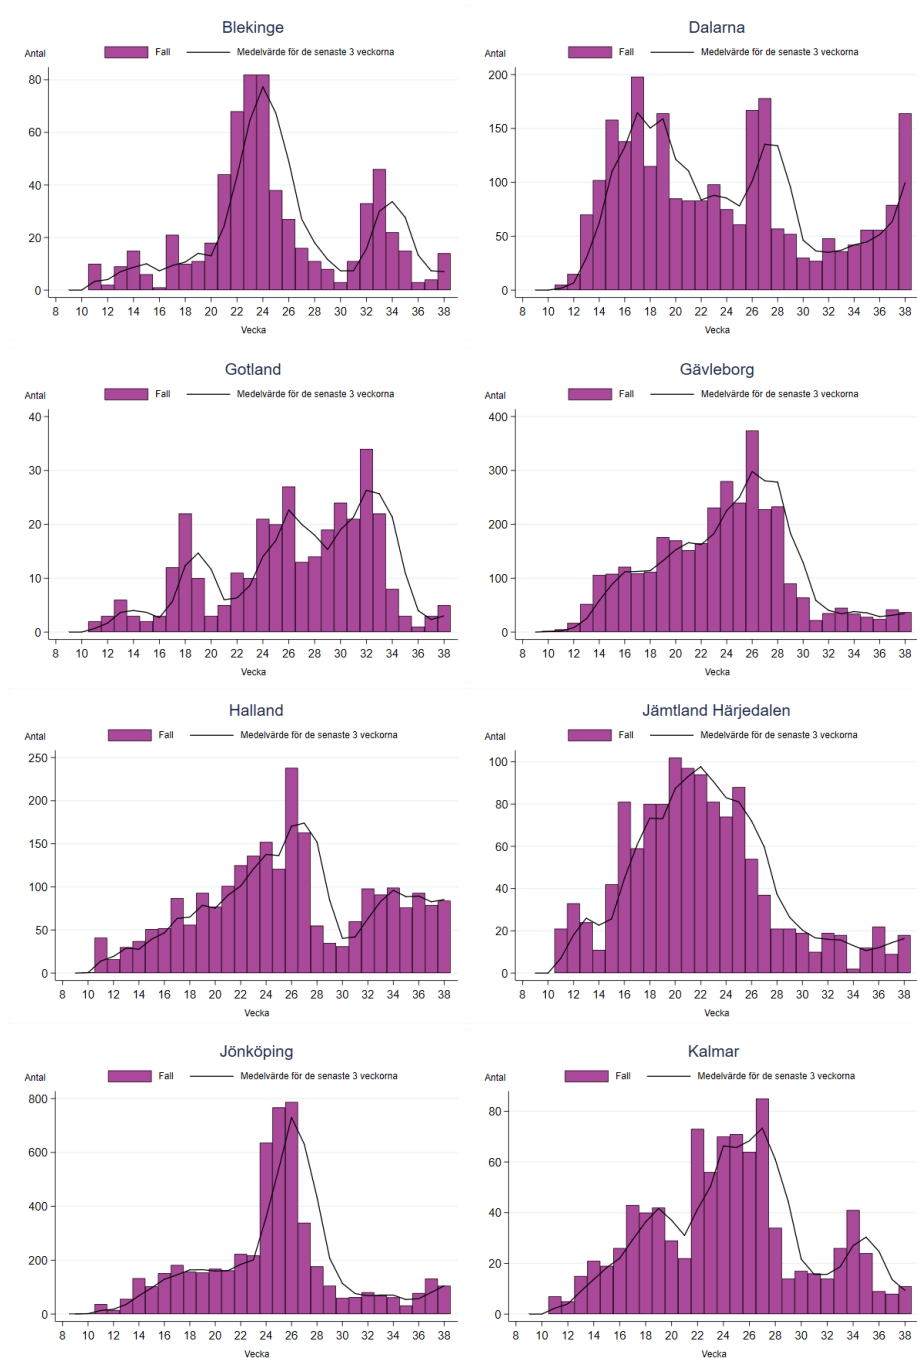 Blekinge
Antal
Fall Medelvärde för de senaste 3 veckorna
80
60
40
20
0
8 10 12 14 16 18 20 22 24 26 28 30 32 34 36 38
Vecka
Dalarna
Antal
Fall Medelvärde för de senaste 3 veckorna
200
150
100
50
0
8 10 12 14 16 18 20 22 24 26 28 30 32 34 36 38
Vecka
Gotland
Antal
Fall Medelvärde för de senaste 3 veckorna
40
30
20
10
0
8 10 12 14 16 18 20 22 24 26 28 30 32 34 36 38
Vecka
Gävleborg
Antal
Fall Medelvärde för de senaste 3 veckorna
400
300
200
100
0
8 10 12 14 16 18 20 22 24 26 28 30 32 34 36 38
Vecka
Halland
Antal
Fall Medelvärde för de senaste 3 veckorna
250
200
150
100
50
0
8 10 12 14 16 18 20 22 24 26 28 30 32 34 36 38
Vecka
Jämtland Härjedalen
Antal
Fall Medelvärde för de senaste 3 veckorna
100
80
60
40
20
0
8 10 12 14 16 18 20 22 24 26 28 30 32 34 36 38
Vecka
Jönköping
Antal
Fall Medelvärde för de senaste 3 veckorna
800
600
400
200
0
8 10 12 14 16 18 20 22 24 26 28 30 32 34 36 38
Vecka
Kalmar
Antal
Fall Medelvärde för de senaste 3 veckorna
80
60
40
20
0
8 10 12 14 16 18 20 22 24 26 28 30 32 34 36 38
Vecka